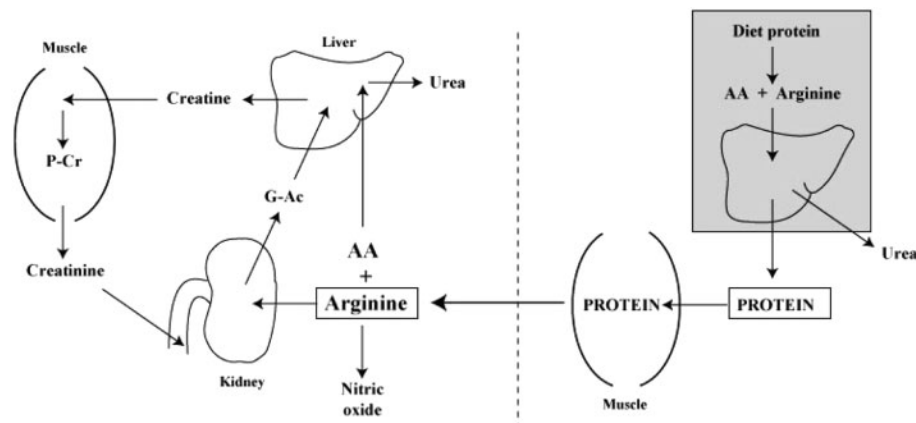 Muscle
Liver
Diet protein
Urea
Creatine
AA + Arginine
P-Cr
G-Ac
AA
+
Arginine
Creatinine
Urea
PROTEIN
PROTEIN
Kidney
Nitric
oxide
Muscle